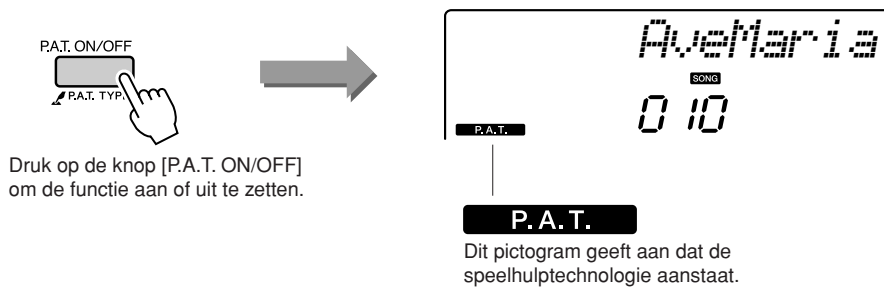 P.A.T. ON/OFF
P.A.T. TYP
Druk op de knop [P.A.T. ON/OFF]
om de functie aan of uit te zetten.
AveMaria
SONG
010
P.A.T.
P.A.T.
Dit pictogram geeft aan dat de
speelhulptechnologie aanstaat.